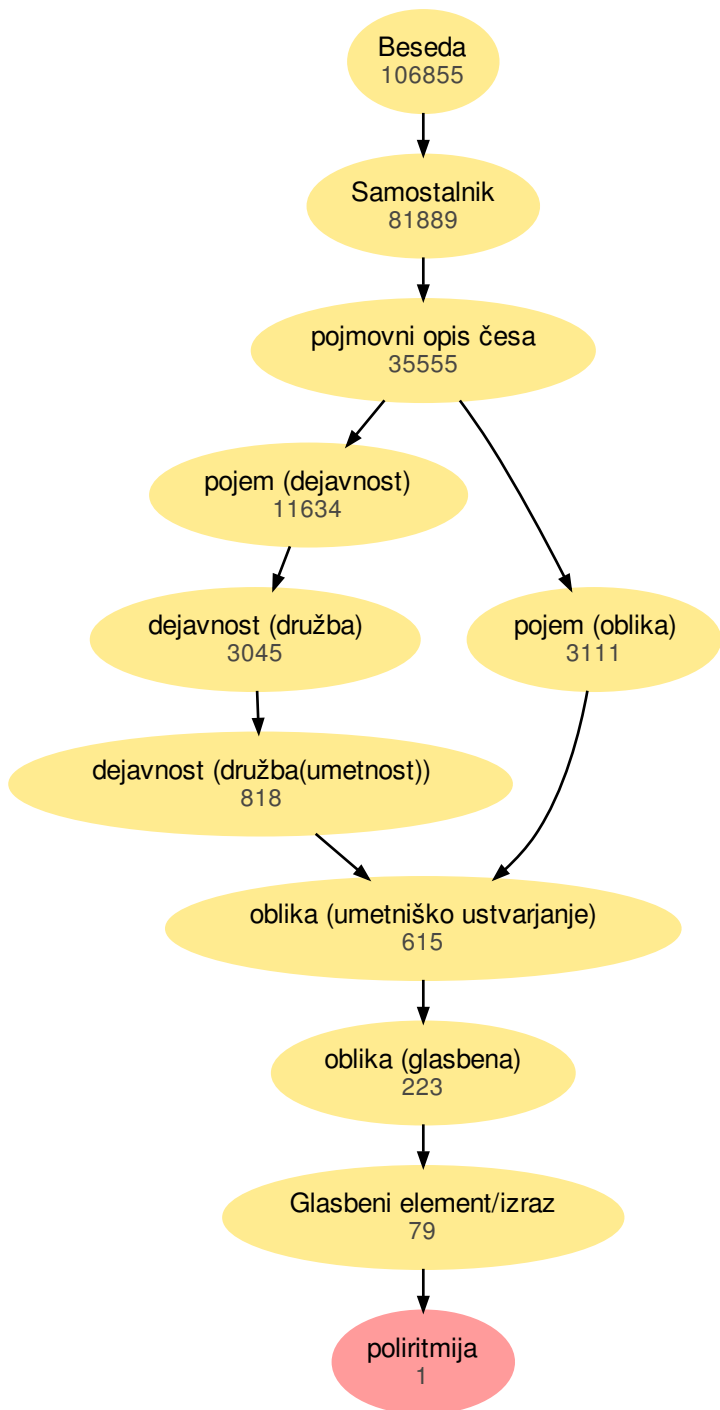 Beseda
106855
Samostalnik
81889
pojmovni opis česa
35555
pojem (dejavnost)
11634
dejavnost (družba)
3045
pojem (oblika)
3111
dejavnost (družba(umetnost))
818
oblika (umetniško ustvarjanje)
615
oblika (glasbena)
223
Glasbeni element/izraz
79
poliritmija
1